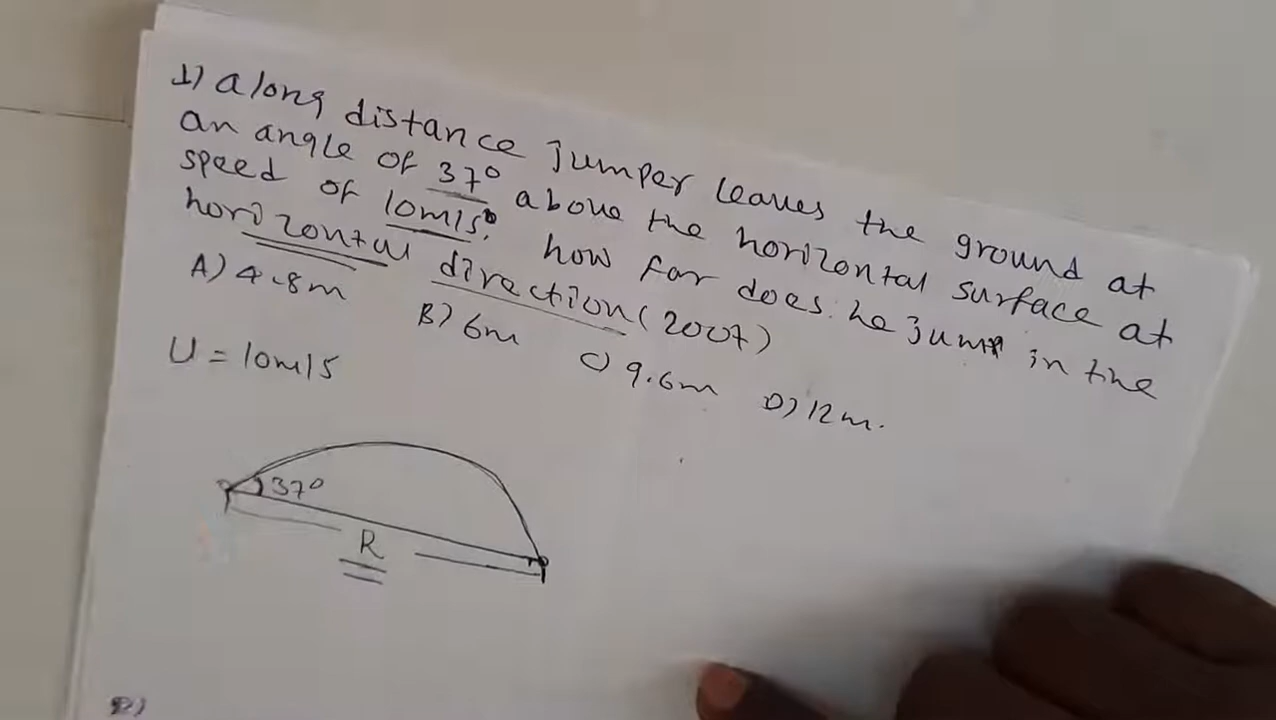 1) a long distance jumper leaves the ground at
an angle of 37° above the horizontal surface at
speed of 10m/s. how far does he jump in the
horizontal direction (2007)
A) 4.8m B) 6m C) 9.6m D) 12m.
U = 10m/s
37°
R